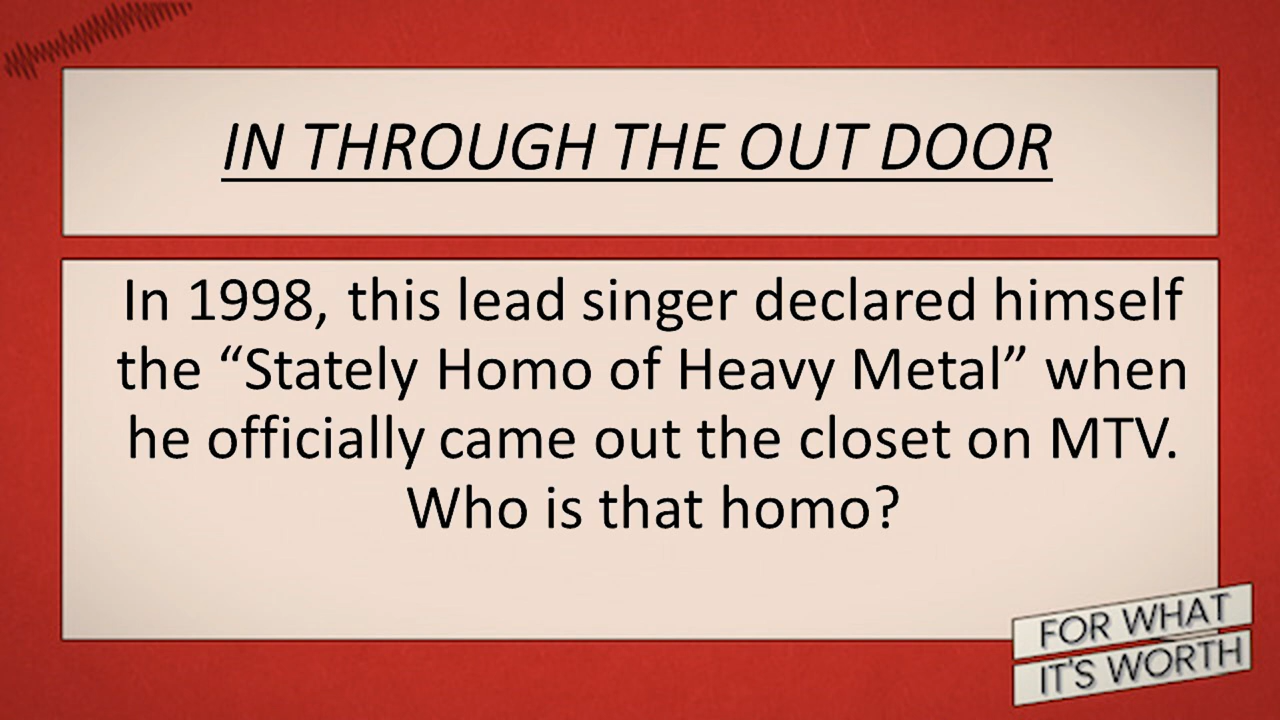 IN THROUGH THE OUT DOOR
In 1998, this lead singer declared himself
the “Stately Homo of Heavy Metal” when
he officially came out the closet on MTV.
Who is that homo?
FOR WHAT
IT'S WORTH